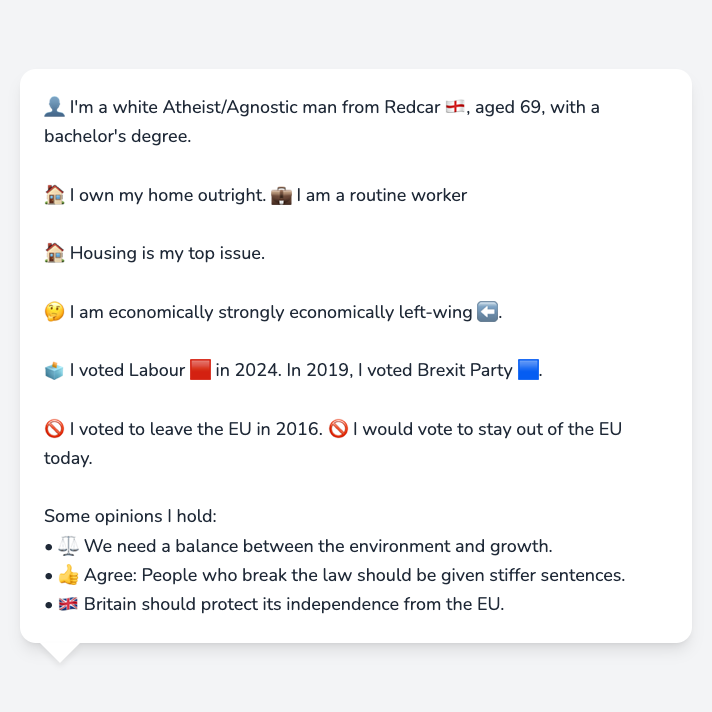 👤 I'm a white Atheist/Agnostic man from Redcar 🏴󠁧󠁢󠁥󠁮󠁧󠁿, aged 69, with a
bachelor's degree.
🏠 I own my home outright. 💼 I am a routine worker
🏠 Housing is my top issue.
🤔 I am economically strongly economically left-wing ⬅️.
🗳️ I voted Labour 🟥 in 2024. In 2019, I voted Brexit Party 🟦.
🚫 I voted to leave the EU in 2016. 🚫 I would vote to stay out of the EU
today.
Some opinions I hold:
• ⚖️ We need a balance between the environment and growth.
• 👍 Agree: People who break the law should be given stiffer sentences.
• 🇬🇧 Britain should protect its independence from the EU.